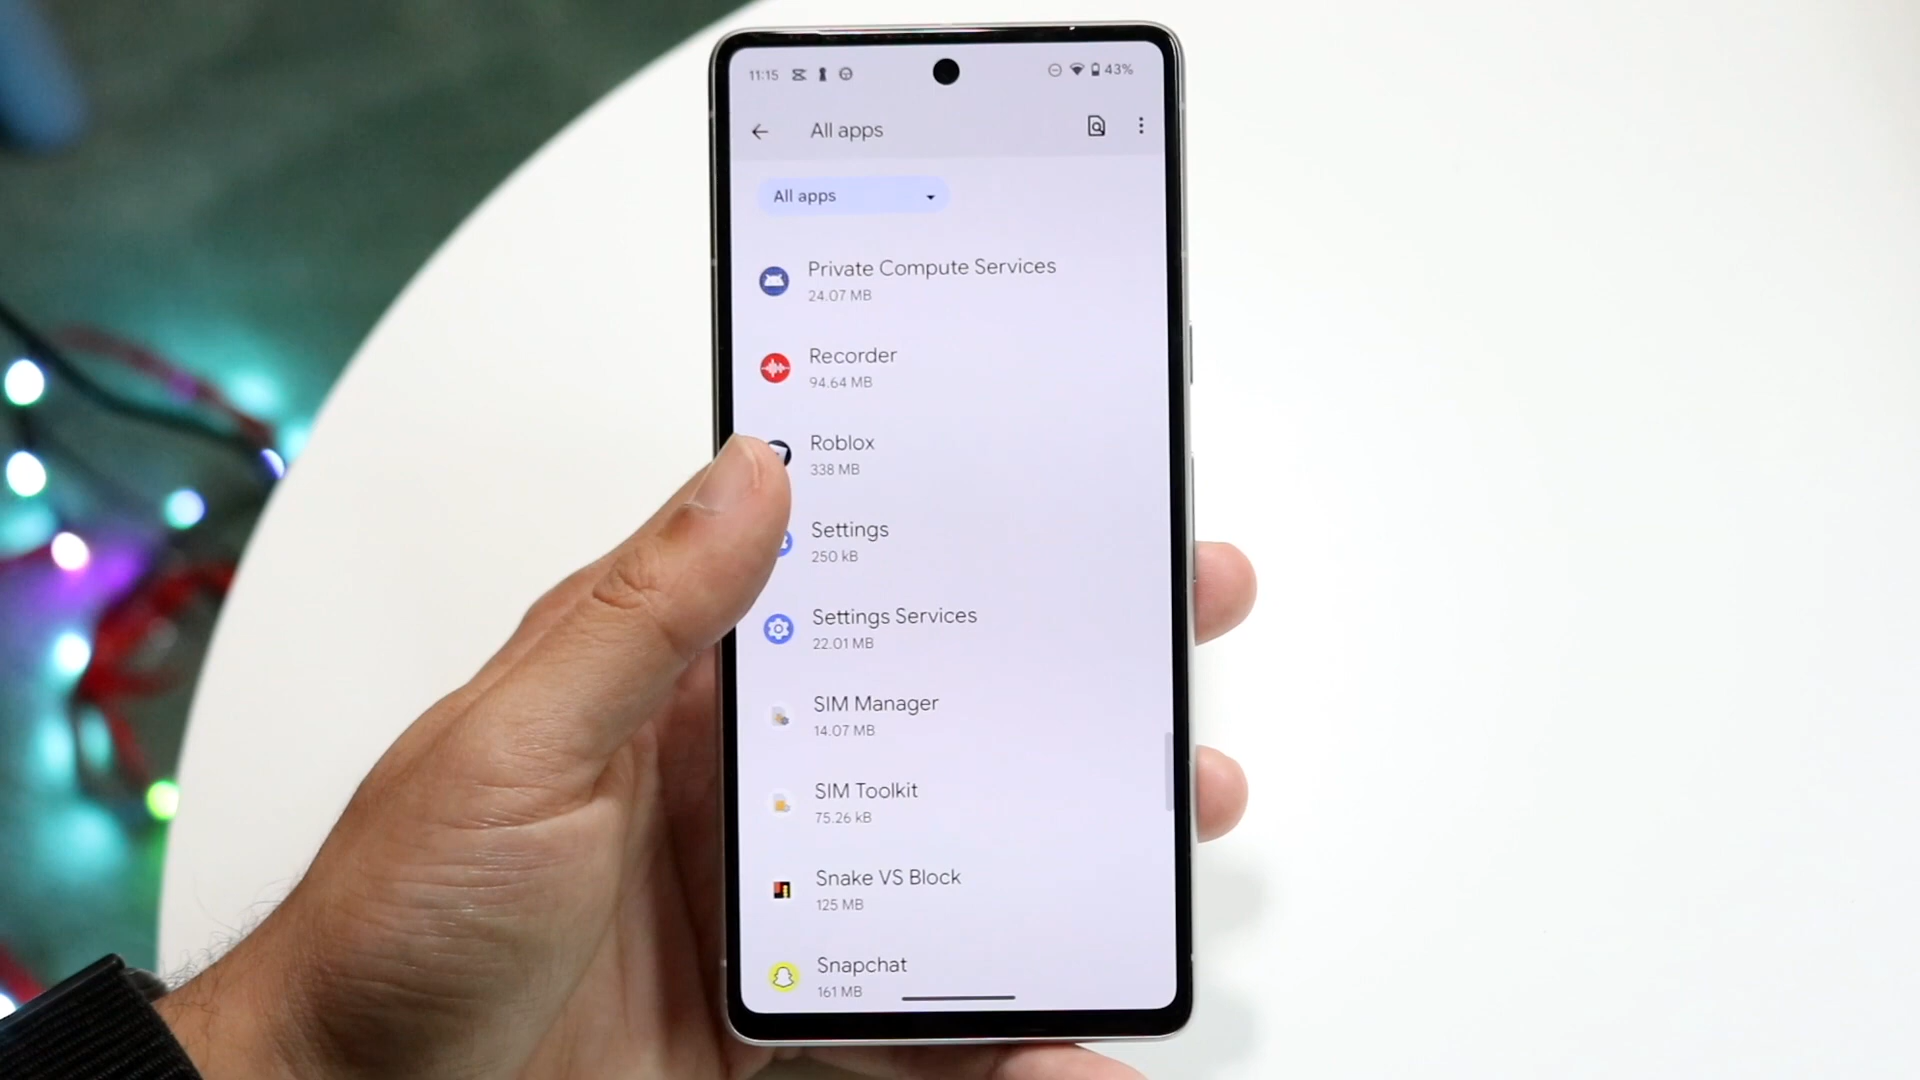 11:15
43%
All apps
All apps
Private Compute Services
24.07 MB
Recorder
94.64 MB
Roblox
338 MB
Settings
250 kB
Settings Services
22.01 MB
SIM Manager
14.07 MB
SIM Toolkit
75.26 kB
Snake VS Block
125 MB
Snapchat
161 MB